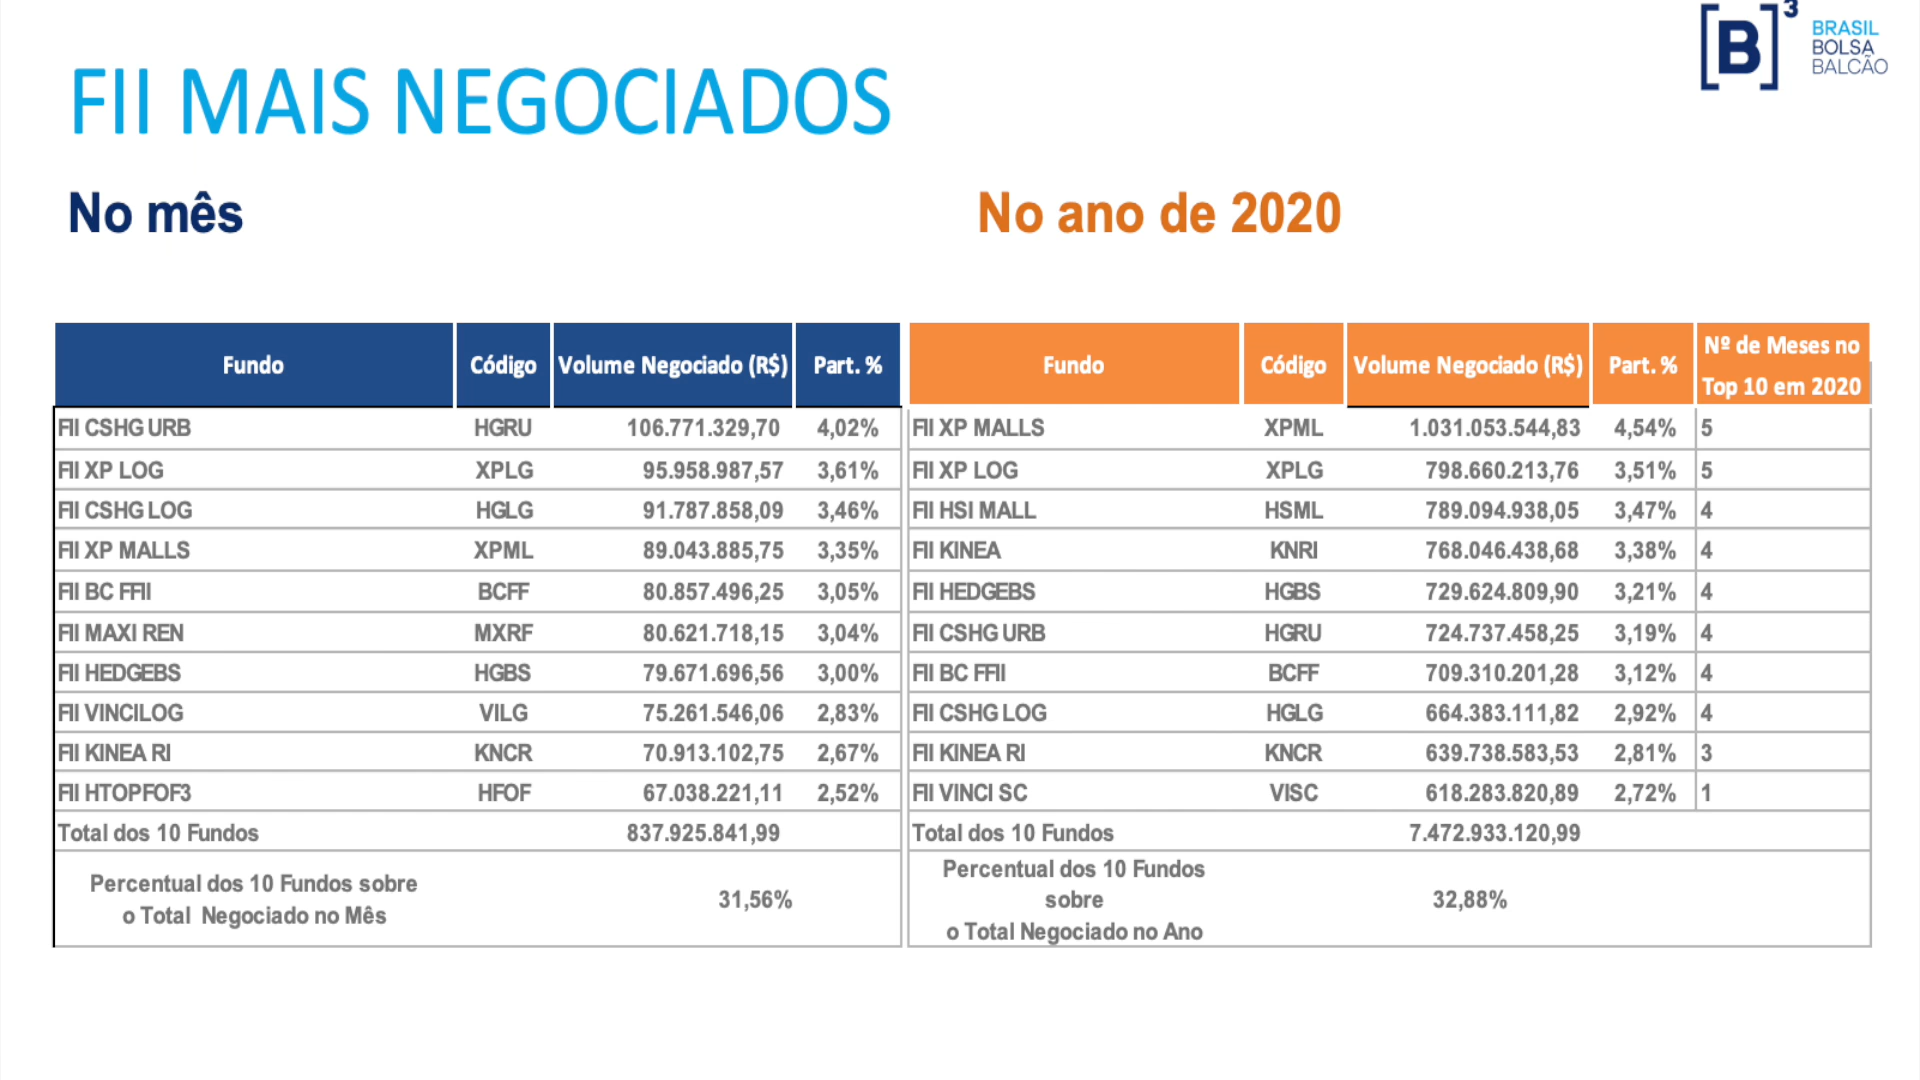 [B]³ BRASIL
BOLSA
BALCÃO
FII MAIS NEGOCIADOS
No mês
Fundo Código Volume Negociado (R$) Part. %
FII CSHG URB HGRU 106.771.329,70 4,02%
FII XP LOG XPLG 95.958.987,57 3,61%
FII CSHG LOG HGLG 91.787.858,09 3,46%
FII XP MALLS XPML 89.043.885,75 3,35%
FII BC FFII BCFF 80.857.496,25 3,05%
FII MAXI REN MXRF 80.621.718,15 3,04%
FII HEDGEBS HGBS 79.671.696,56 3,00%
FII VINCILOG VILG 75.261.546,06 2,83%
FII KINEA RI KNCR 70.913.102,75 2,67%
FII HTOPFOF3 HFOF 67.038.221,11 2,52%
Total dos 10 Fundos 837.925.841,99
Percentual dos 10 Fundos sobre
o Total Negociado no Mês 31,56%
No ano de 2020
Fundo Código Volume Negociado (R$) Part. % Nº de Meses no
Top 10 em 2020
FII XP MALLS XPML 1.031.053.544,83 4,54% 5
FII XP LOG XPLG 798.660.213,76 3,51% 5
FII HSI MALL HSML 789.094.938,05 3,47% 4
FII KINEA KNRI 768.046.438,68 3,38% 4
FII HEDGEBS HGBS 729.624.809,90 3,21% 4
FII CSHG URB HGRU 724.737.458,25 3,19% 4
FII BC FFII BCFF 709.310.201,28 3,12% 4
FII CSHG LOG HGLG 664.383.111,82 2,92% 4
FII KINEA RI KNCR 639.738.583,53 2,81% 3
FII VINCI SC VISC 618.283.820,89 2,72% 1
Total dos 10 Fundos 7.472.933.120,99
Percentual dos 10 Fundos
sobre 32,88%
o Total Negociado no Ano